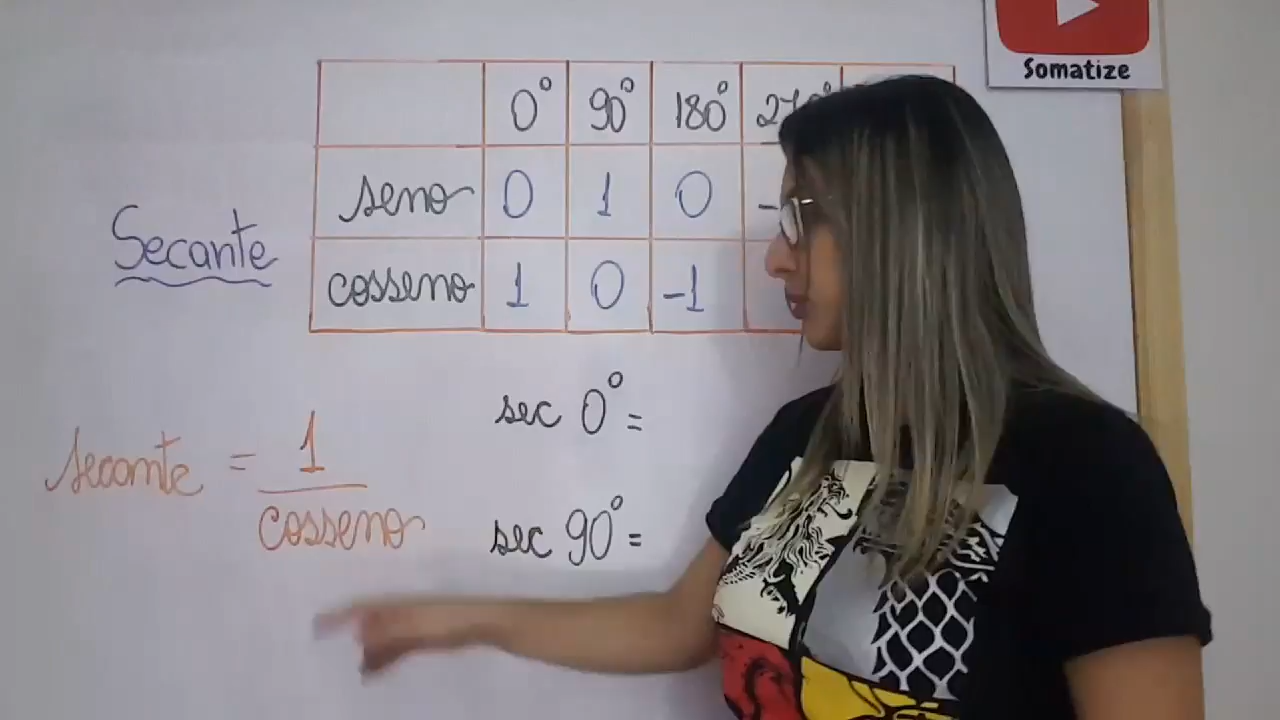 Somatize
0° 90° 180°
seno 0 1 0
Secante
cosseno 1 0 -1
sec 0° =
secante = 1
cosseno
sec 90° =